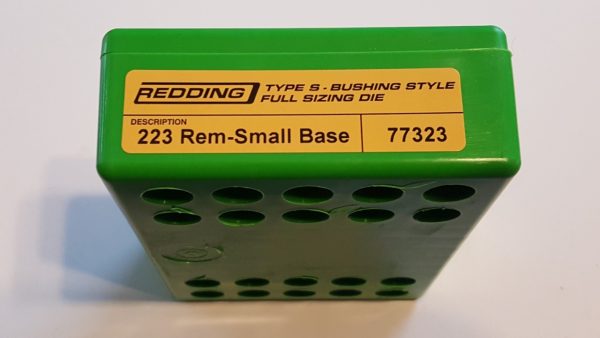 REDDING
TYPE S - BUSHING STYLE
FULL SIZING DIE
DESCRIPTION
223 Rem-Small Base
77323